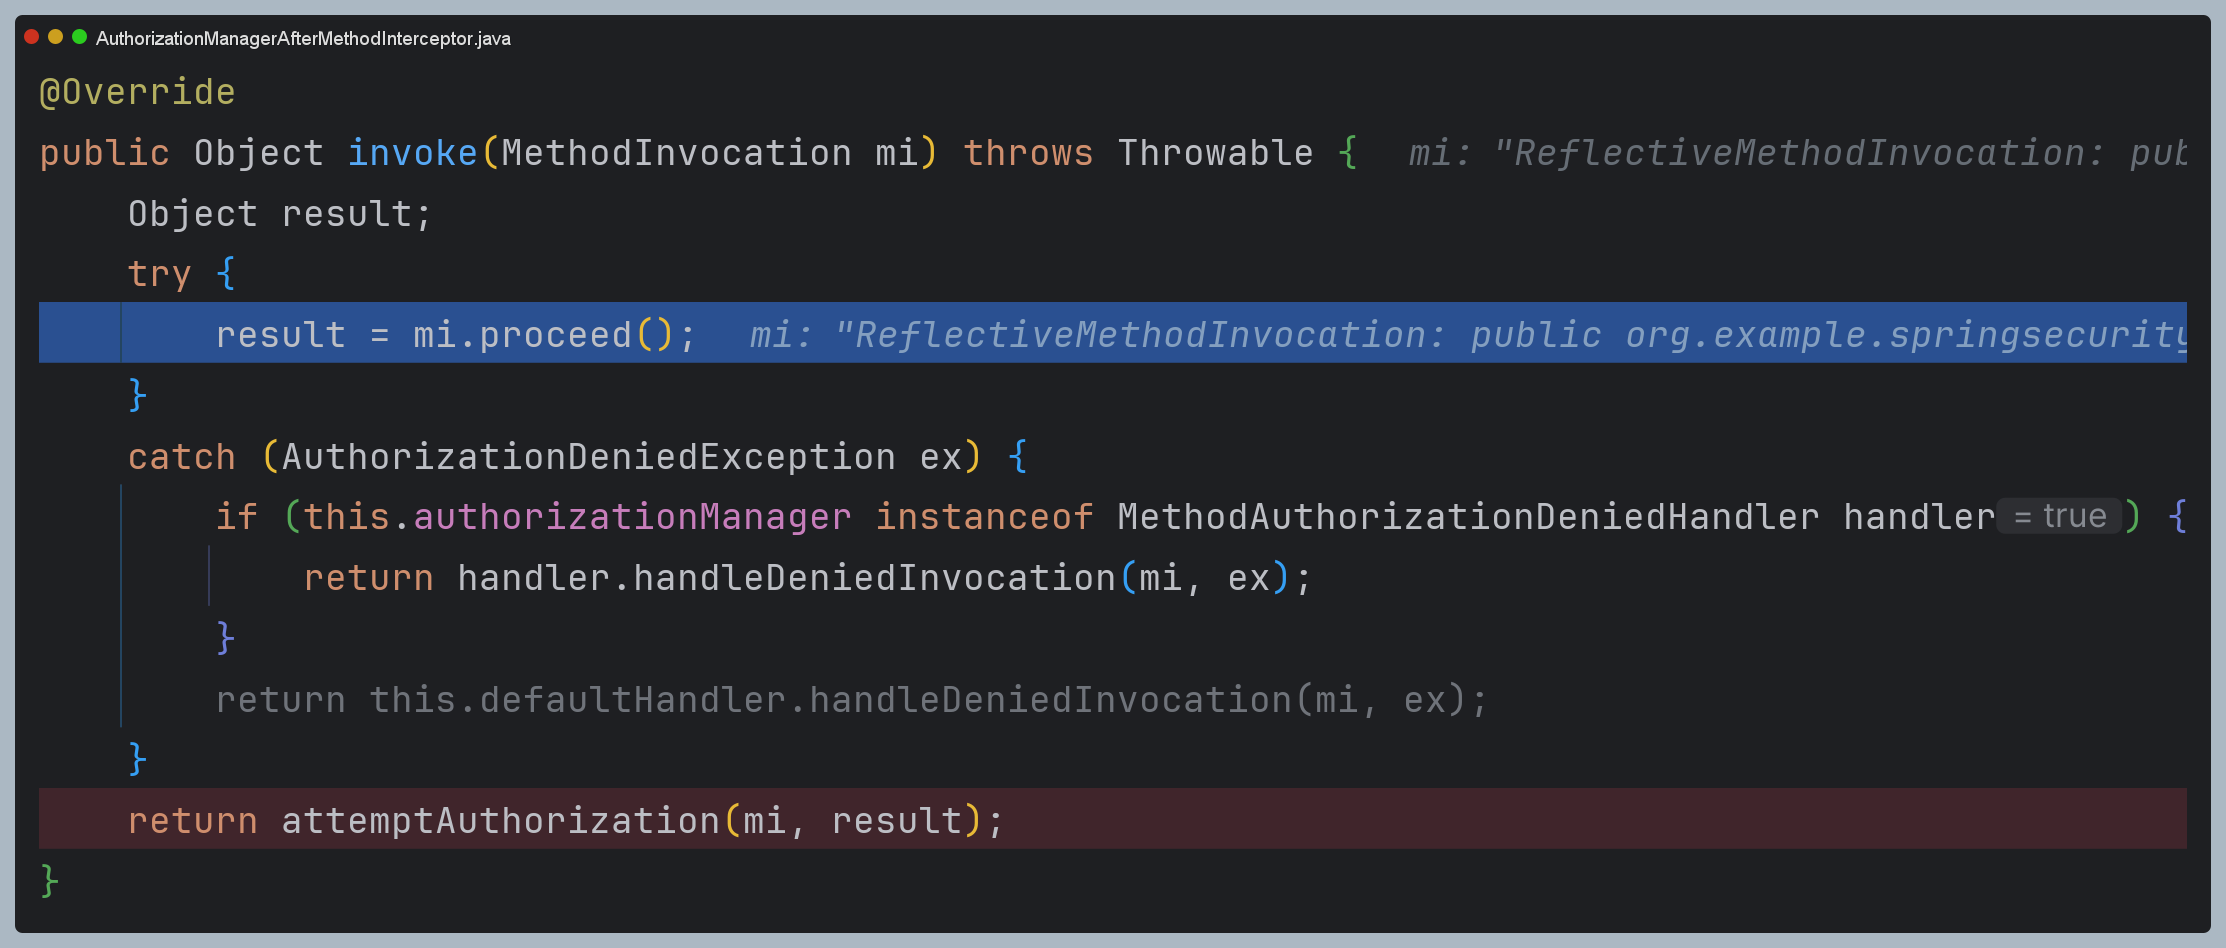 AuthorizationManagerAfterMethodInterceptor.java
@Override
public Object invoke(MethodInvocation mi) throws Throwable { mi: "ReflectiveMethodInvocation: pub
Object result;
try {
result = mi.proceed(); mi: "ReflectiveMethodInvocation: public org.example.springsecurity
}
catch (AuthorizationDeniedException ex) {
if (this.authorizationManager instanceof MethodAuthorizationDeniedHandler handler = true ) {
return handler.handleDeniedInvocation(mi, ex);
}
return this.defaultHandler.handleDeniedInvocation(mi, ex);
}
return attemptAuthorization(mi, result);
}